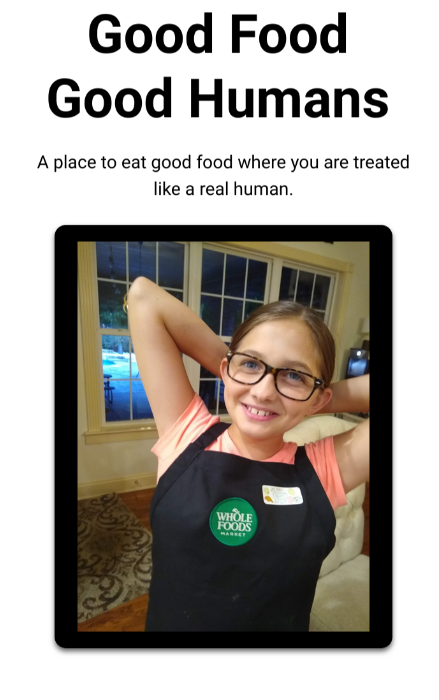 Good Food
Good Humans
A place to eat good food where you are treated
like a real human.
WHOLE
FOODS
MARKET